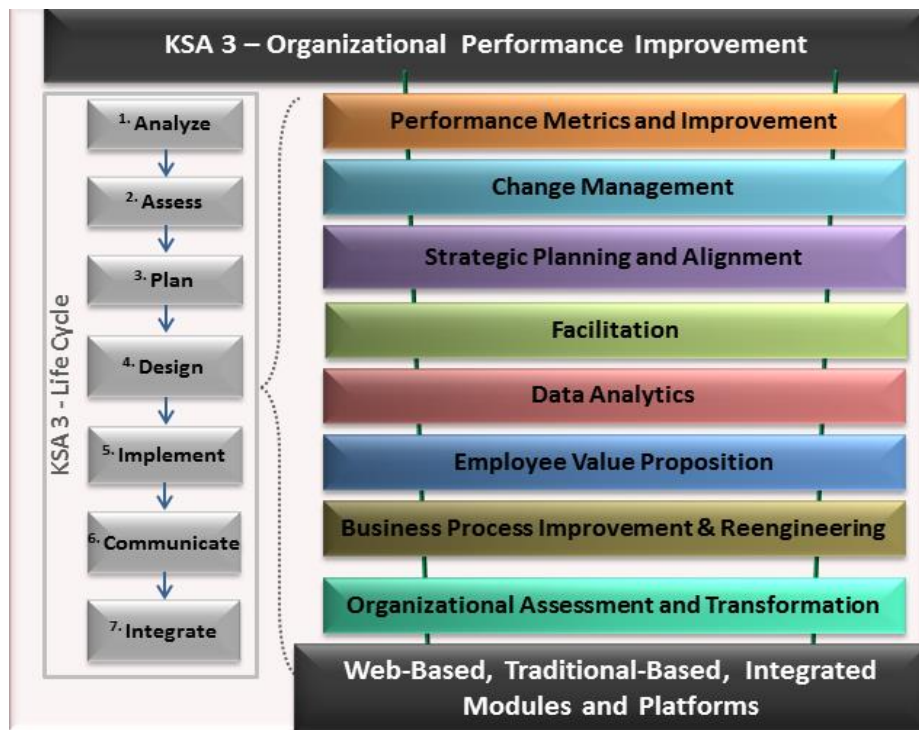 KSA 3 – Organizational Performance Improvement
KSA 3 - Life Cycle
1. Analyze
2. Assess
3. Plan
4. Design
5. Implement
6. Communicate
7. Integrate
Performance Metrics and Improvement
Change Management
Strategic Planning and Alignment
Facilitation
Data Analytics
Employee Value Proposition
Business Process Improvement & Reengineering
Organizational Assessment and Transformation
Web-Based, Traditional-Based, Integrated
Modules and Platforms